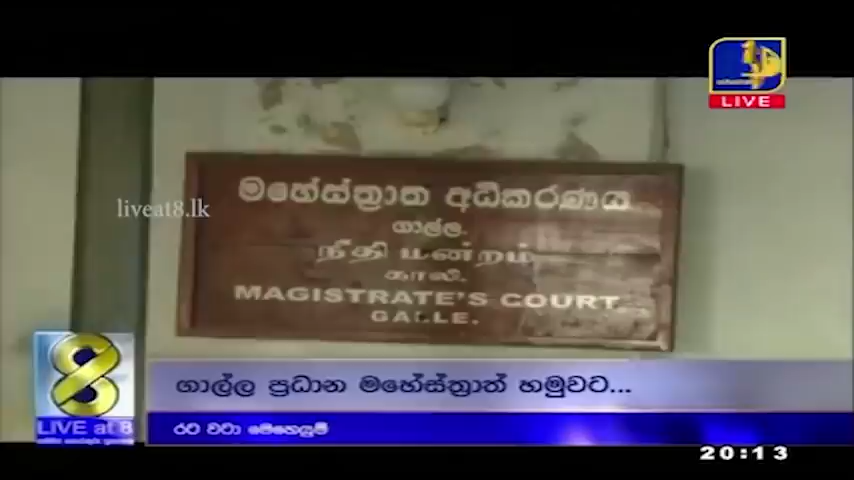 LIVE
liveat8.lk
මහේස්ත්‍රාත අධිකරණය
ගාල්ල.
நீதி மன்றம்
காலி.
MAGISTRATE'S COURT.
GALLE.
8
LIVE at 8
ගාල්ල ප්‍රධාන මහේස්ත්‍රාත් හමුවට...
රට වටා පෙහෙයුම්
20:13